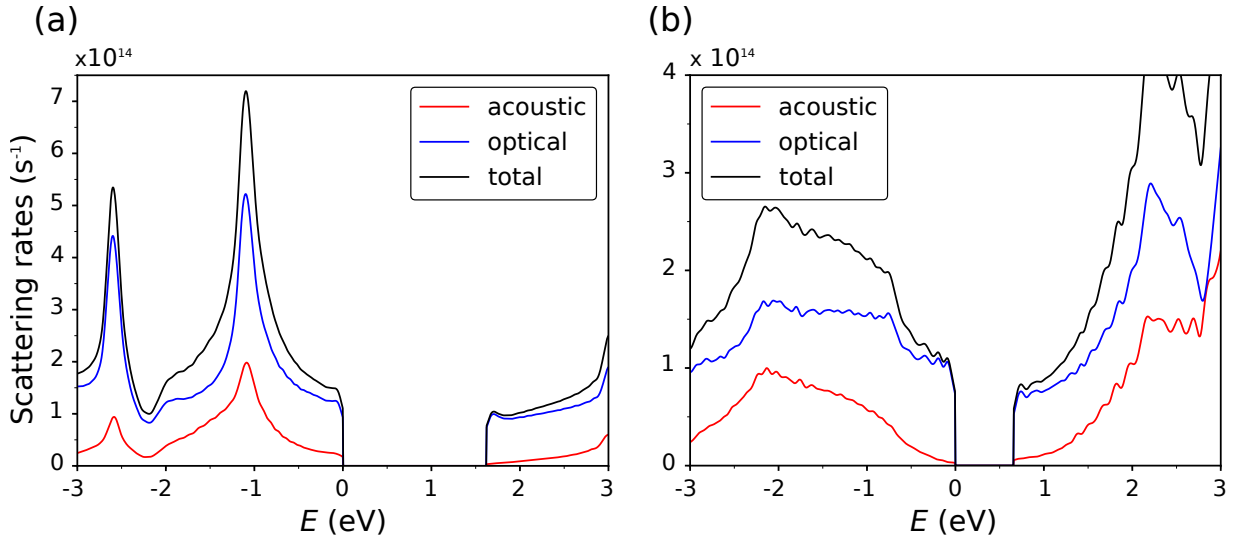 (a)
x10¹⁴
Scattering rates (s⁻¹)
7
6
5
4
3
2
1
0
-3
-2
-1
0
1
2
3
E (eV)
acoustic
optical
total
(b)
x 10¹⁴
4
3
2
1
0
-3
-2
-1
0
1
2
3
E (eV)
acoustic
optical
total